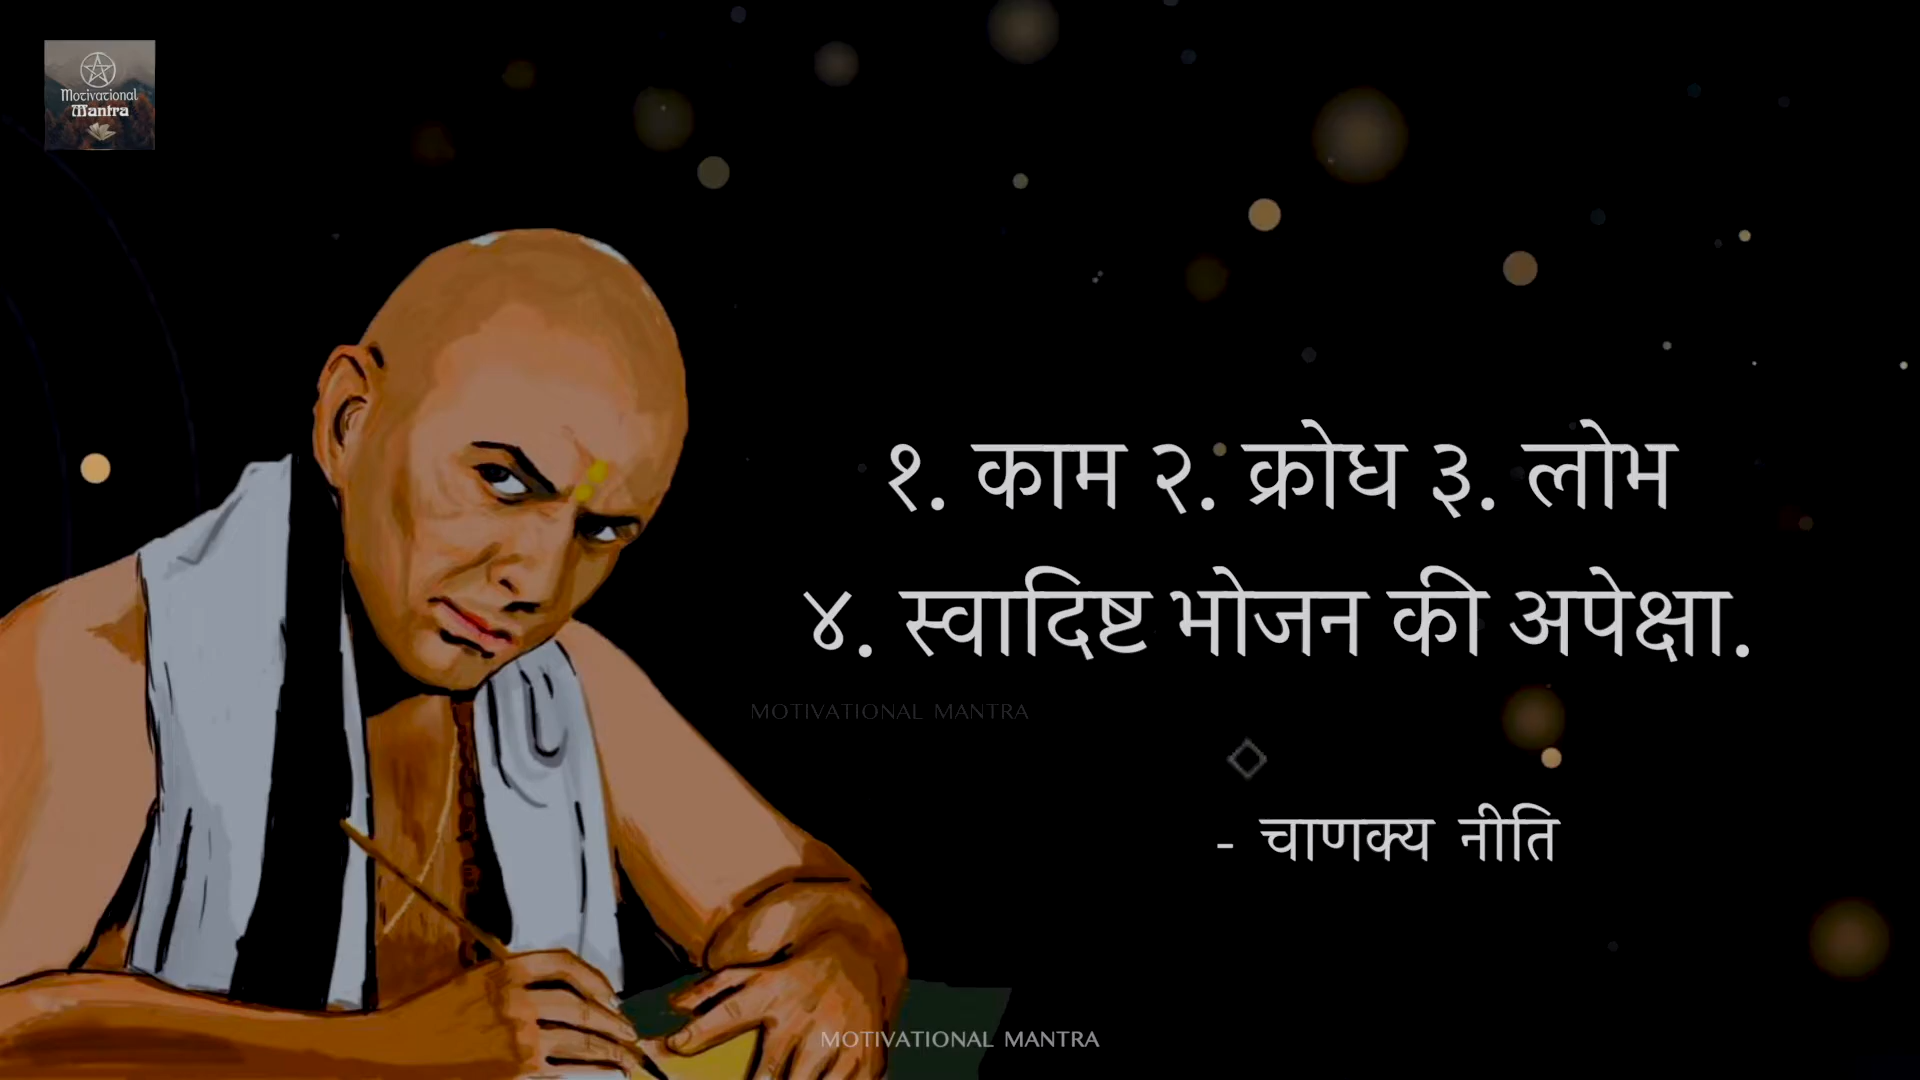 Motivational
Mantra
१. काम २. क्रोध ३. लोभ
४. स्वादिष्ट भोजन की अपेक्षा.
MOTIVATIONAL MANTRA
- चाणक्य नीति
MOTIVATIONAL MANTRA